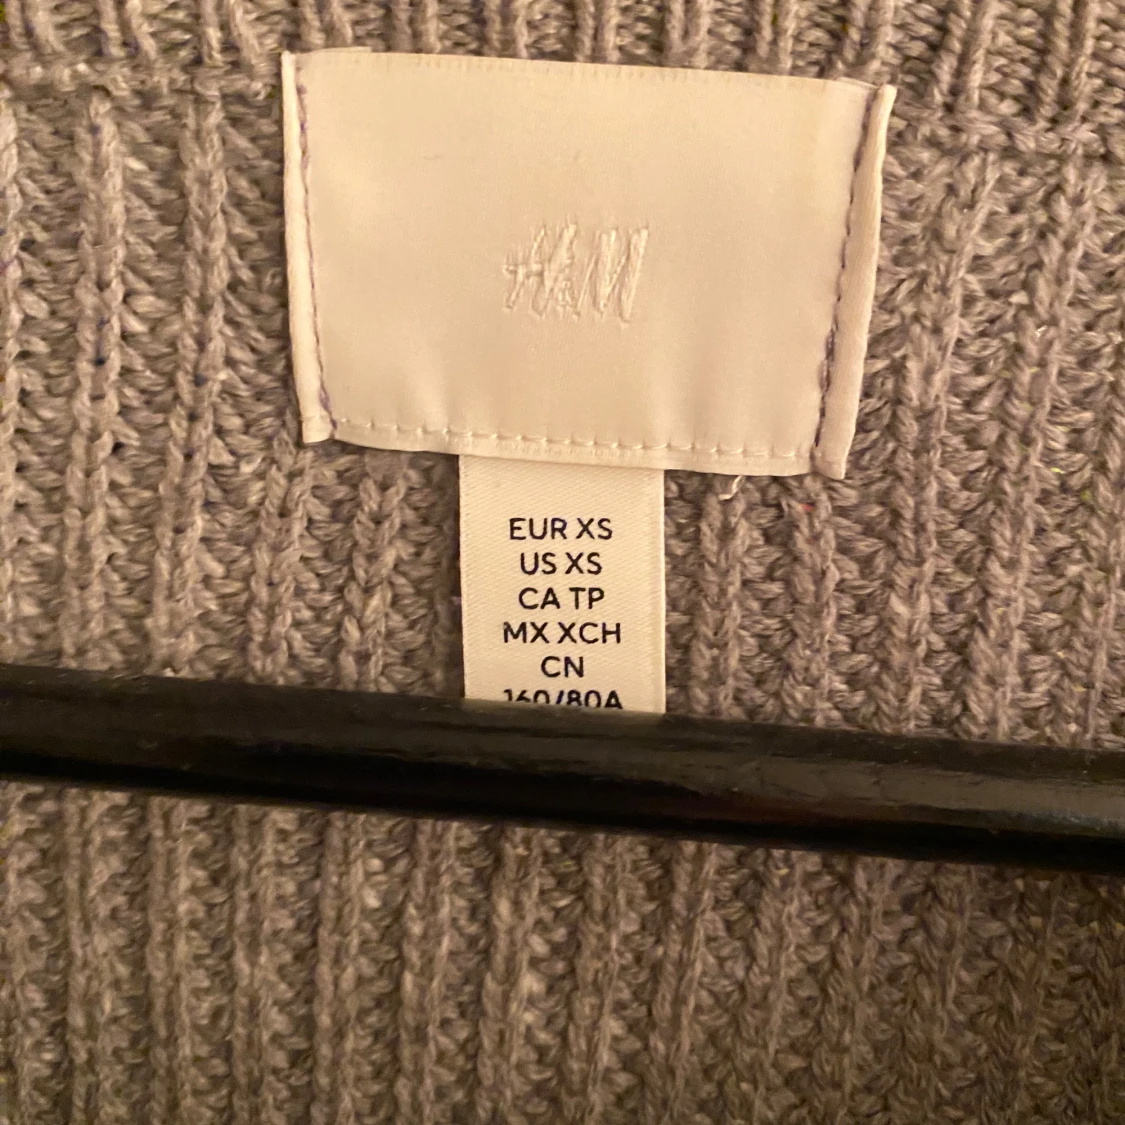 H&M
EUR XS
US XS
CA TP
MX XCH
CN
160/80A